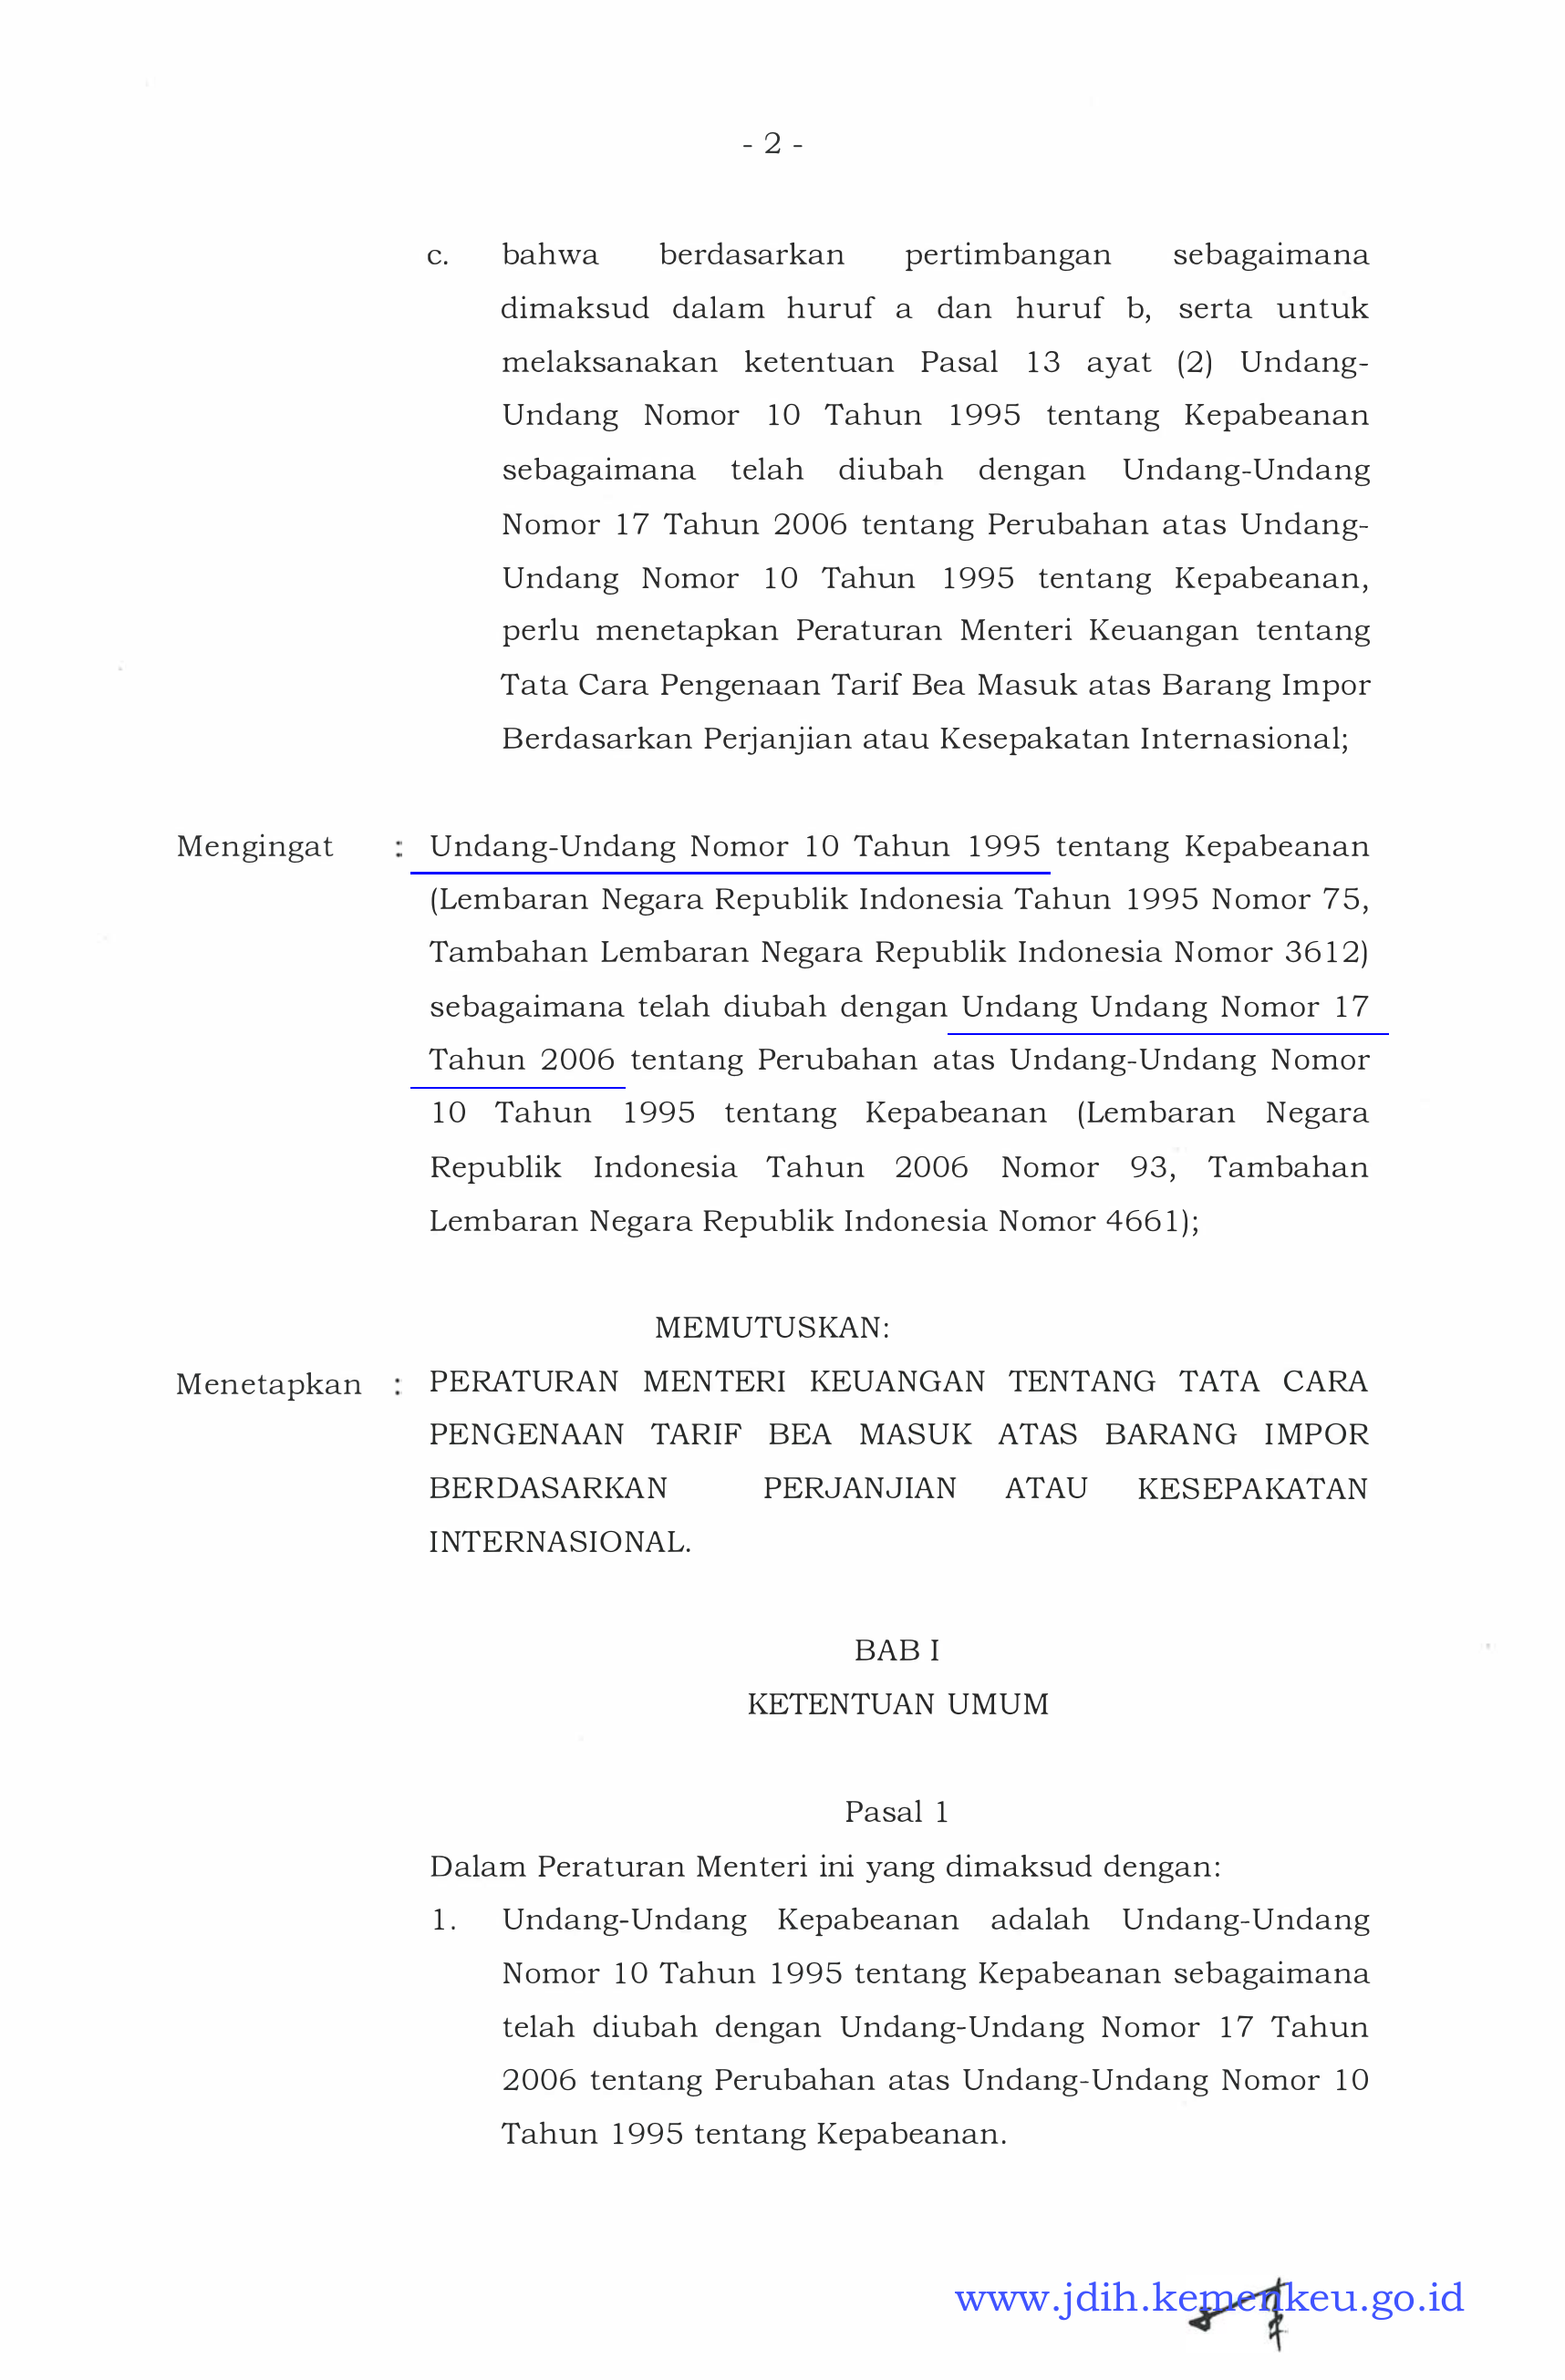 - 2 -
c. bahwa berdasarkan pertimbangan sebagaimana
dimaksud dalam huruf a dan huruf b, serta untuk
melaksanakan ketentuan Pasal 13 ayat (2) Undang-
Undang Nomor 10 Tahun 1995 tentang Kepabeanan
sebagaimana telah diubah dengan Undang-Undang
Nomor 17 Tahun 2006 tentang Perubahan atas Undang-
Undang Nomor 10 Tahun 1995 tentang Kepabeanan,
perlu menetapkan Peraturan Menteri Keuangan tentang
Tata Cara Pengenaan Tarif Bea Masuk atas Barang Impor
Berdasarkan Perjanjian atau Kesepakatan Internasional;
Mengingat : Undang-Undang Nomor 10 Tahun 1995 tentang Kepabeanan
(Lembaran Negara Republik Indonesia Tahun 1995 Nomor 75,
Tambahan Lembaran Negara Republik Indonesia Nomor 3612)
sebagaimana telah diubah dengan Undang Undang Nomor 17
Tahun 2006 tentang Perubahan atas Undang-Undang Nomor
10 Tahun 1995 tentang Kepabeanan (Lembaran Negara
Republik Indonesia Tahun 2006 Nomor 93, Tambahan
Lembaran Negara Republik Indonesia Nomor 4661);
MEMUTUSKAN:
Menetapkan : PERATURAN MENTERI KEUANGAN TENTANG TATA CARA
PENGENAAN TARIF BEA MASUK ATAS BARANG IMPOR
BERDASARKAN PERJANJIAN ATAU KESEPAKATAN
INTERNASIONAL.
BAB I
KETENTUAN UMUM
Pasal 1
Dalam Peraturan Menteri ini yang dimaksud dengan:
1. Undang-Undang Kepabeanan adalah Undang-Undang
Nomor 10 Tahun 1995 tentang Kepabeanan sebagaimana
telah diubah dengan Undang-Undang Nomor 17 Tahun
2006 tentang Perubahan atas Undang-Undang Nomor 10
Tahun 1995 tentang Kepabeanan.
www.jdih.kemenkeu.go.id